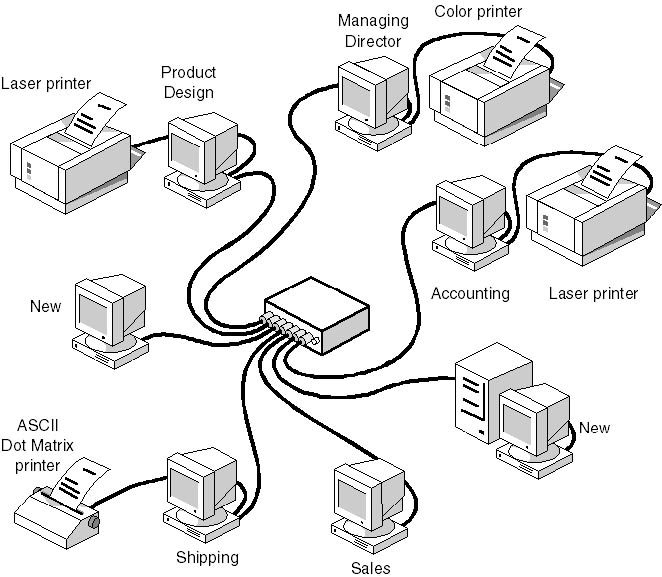 Managing
Director
Color printer
Laser printer
Product
Design
Accounting
Laser printer
New
New
ASCII
Dot Matrix
printer
Shipping
Sales